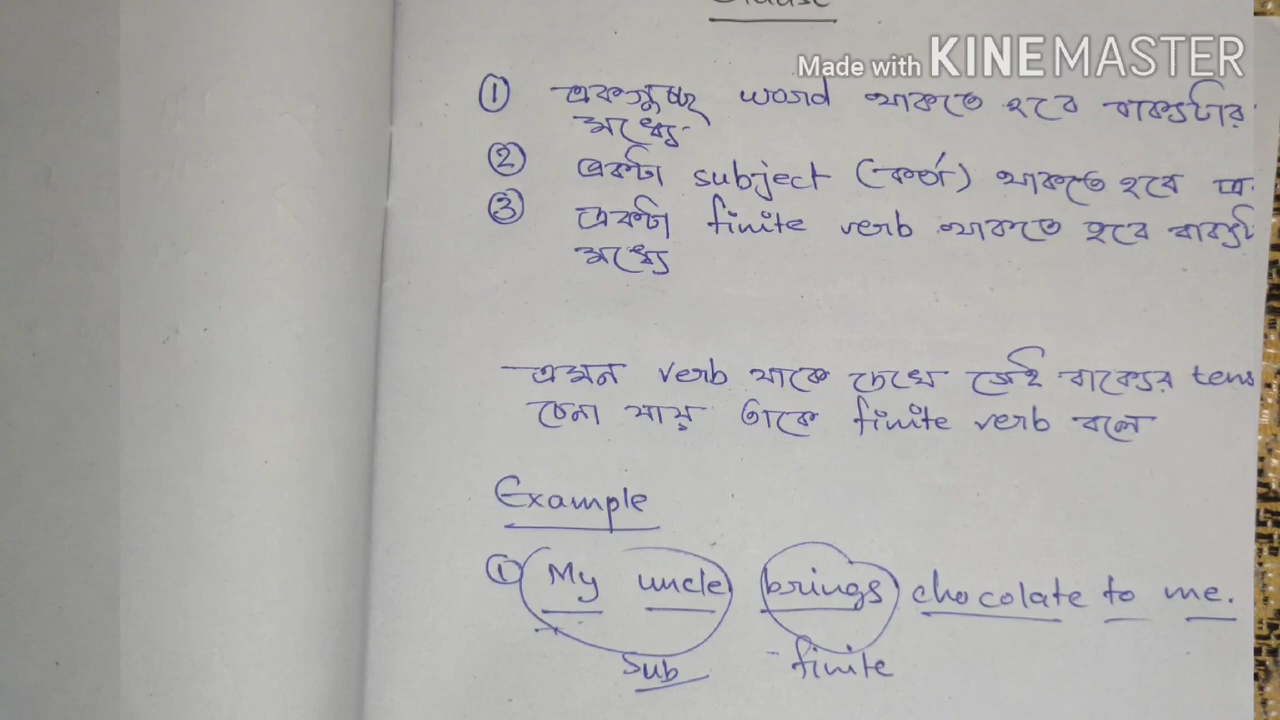 Clause
Made with KINEMASTER
① একগুচ্ছ word থাকতে হবে বাক্যটার
মধ্যে
② একটা subject (কর্তা) থাকতে হবে
③ একটা finite verb থাকতে হবে
মধ্যে
এমন verb যাকে দেখে সেই বাক্যের tens
চেনা যায় তাকে finite verb বলে
Example
① My uncle brings chocolate to me.
Sub finite